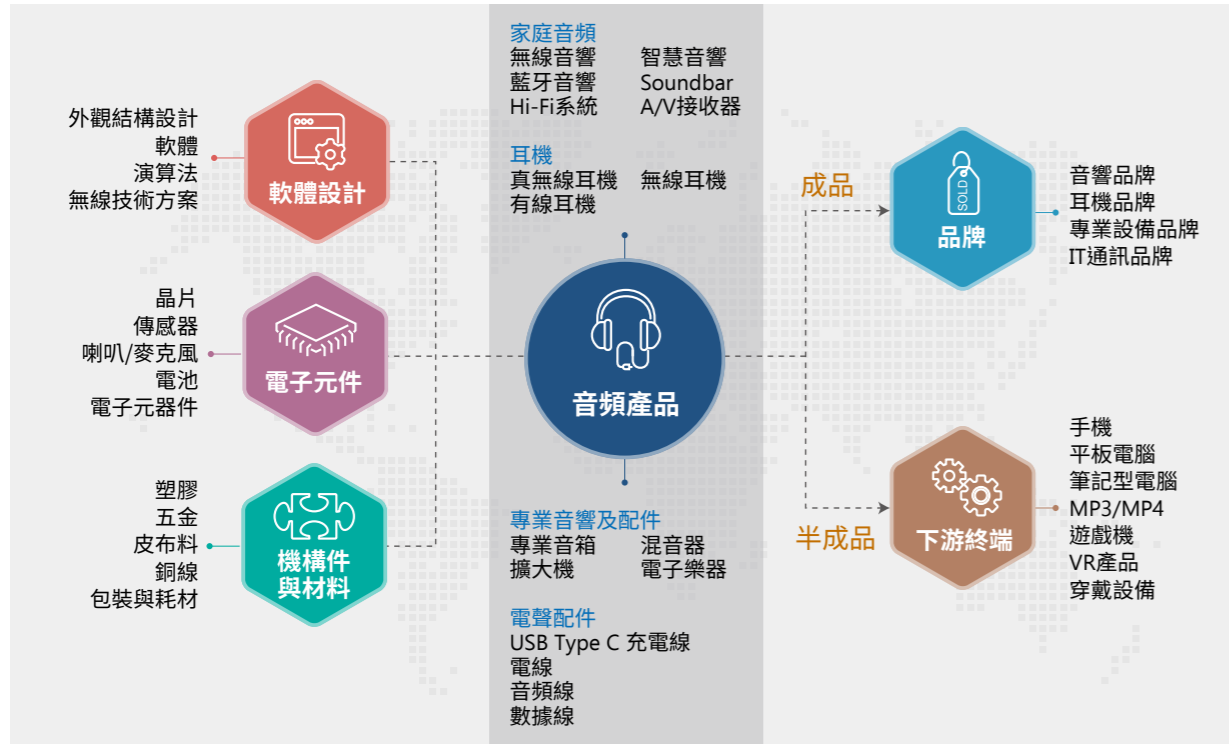 外觀結構設計
軟體
演算法
無線技術方案
軟體設計
晶片
傳感器
喇叭/麥克風
電池
電子元器件
電子元件
塑膠
五金
皮布料
銅線
包裝與耗材
機構件
與材料
家庭音頻
無線音響 智慧音響
藍牙音響 Soundbar
Hi-Fi系統 A/V接收器
耳機
真無線耳機 無線耳機
有線耳機
音頻產品
專業音響及配件
專業音箱 混音器
擴大機 電子樂器
電聲配件
USB Type C 充電線
電線
音頻線
數據線
成品
SOLD
品牌
音響品牌
耳機品牌
專業設備品牌
IT通訊品牌
半成品
下游終端
手機
平板電腦
筆記型電腦
MP3/MP4
遊戲機
VR產品
穿戴設備